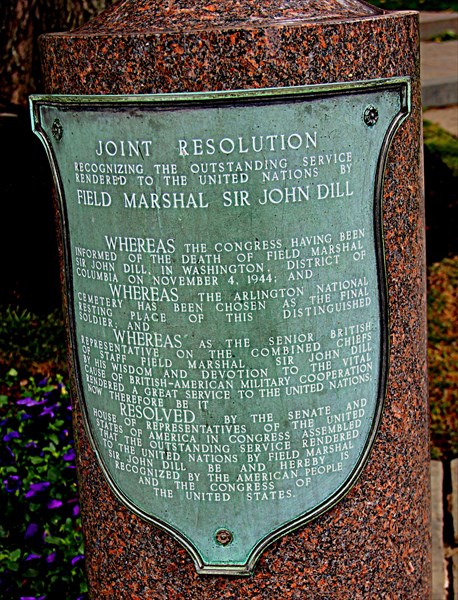 JOINT RESOLUTION
RECOGNIZING THE OUTSTANDING SERVICE
RENDERED TO THE UNITED NATIONS BY
FIELD MARSHAL SIR JOHN DILL
WHEREAS THE CONGRESS HAVING BEEN
INFORMED OF THE DEATH OF FIELD MARSHAL
SIR JOHN DILL, IN WASHINGTON, DISTRICT OF
COLUMBIA ON NOVEMBER 4, 1944; AND
WHEREAS THE ARLINGTON NATIONAL
CEMETERY HAS BEEN CHOSEN AS THE FINAL
RESTING PLACE OF THIS DISTINGUISHED
SOLDIER; AND
WHEREAS, AS THE SENIOR BRITISH
REPRESENTATIVE ON THE COMBINED CHIEFS
OF STAFF FIELD MARSHAL SIR JOHN DILL
BY HIS WISDOM AND DEVOTION TO THE VITAL
CAUSE OF BRITISH-AMERICAN MILITARY COOPERATION
RENDERED A GREAT SERVICE TO THE UNITED NATIONS;
NOW THEREFORE BE IT
RESOLVED, BY THE SENATE AND
HOUSE OF REPRESENTATIVES OF THE UNITED
STATES OF AMERICA IN CONGRESS ASSEMBLED
THAT THE OUTSTANDING SERVICE RENDERED
TO THE UNITED NATIONS BY FIELD MARSHAL
SIR JOHN DILL BE AND HEREBY IS
RECOGNIZED BY THE AMERICAN PEOPLE
AND THE CONGRESS OF
THE UNITED STATES.